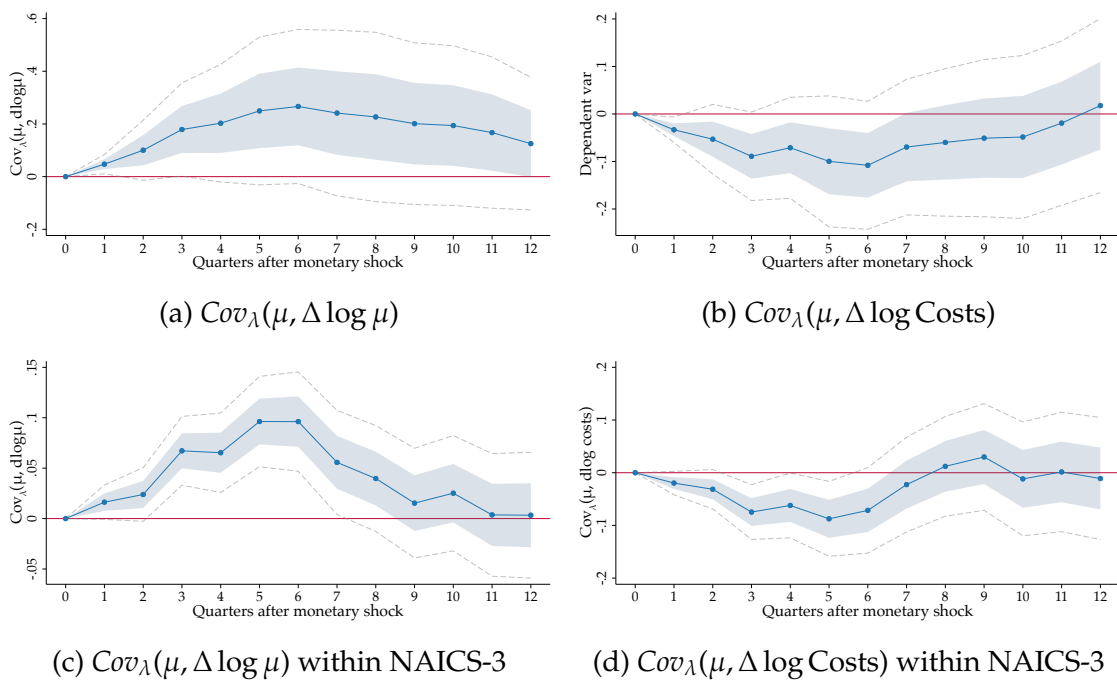 Cov_λ(μ, dlogμ)
.6
.4
.2
0
-.2
0 1 2 3 4 5 6 7 8 9 10 11 12
Quarters after monetary shock
(a) Cov_λ(μ, Δ log μ)
Dependent var
.2
.1
0
-.1
-.2
0 1 2 3 4 5 6 7 8 9 10 11 12
Quarters after monetary shock
(b) Cov_λ(μ, Δ log Costs)
Cov_λ(μ, dlogμ)
.15
.1
.05
0
-.05
0 1 2 3 4 5 6 7 8 9 10 11 12
Quarters after monetary shock
(c) Cov_λ(μ, Δ log μ) within NAICS-3
Cov_λ(μ, dlog costs)
.2
.1
0
-.1
-.2
0 1 2 3 4 5 6 7 8 9 10 11 12
Quarters after monetary shock
(d) Cov_λ(μ, Δ log Costs) within NAICS-3